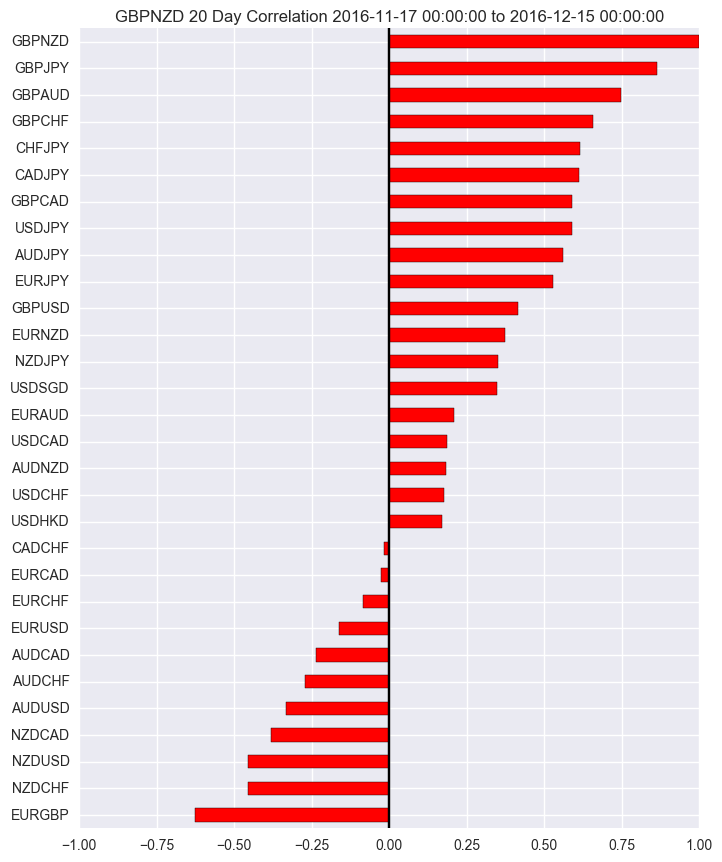 GBPNZD 20 Day Correlation 2016-11-17 00:00:00 to 2016-12-15 00:00:00
GBPNZD
GBPJPY
GBPAUD
GBPCHF
CHFJPY
CADJPY
GBPCAD
USDJPY
AUDJPY
EURJPY
GBPUSD
EURNZD
NZDJPY
USDSGD
EURAUD
USDCAD
AUDNZD
USDCHF
USDHKD
CADCHF
EURCAD
EURCHF
EURUSD
AUDCAD
AUDCHF
AUDUSD
NZDCAD
NZDUSD
NZDCHF
EURGBP
−1.00 −0.75 −0.50 −0.25 0.00 0.25 0.50 0.75 1.00